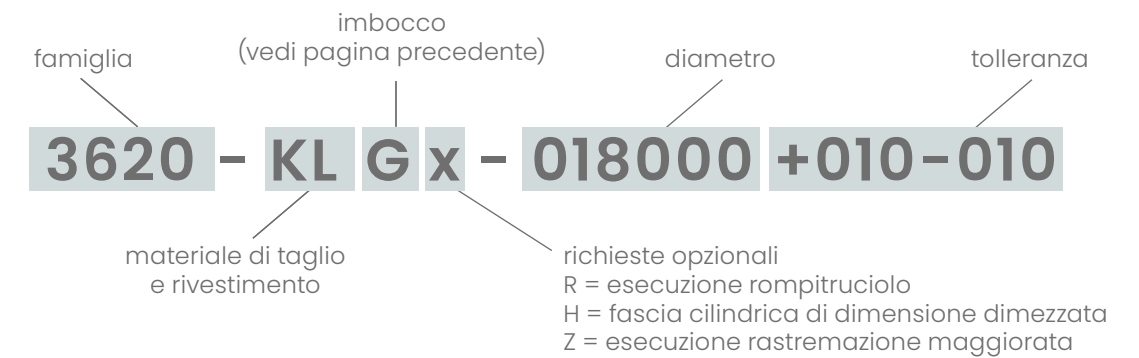 imbocco
(vedi pagina precedente)
famiglia
diametro
tolleranza
3620 - KL G x - 018000 +010-010
materiale di taglio
e rivestimento
richieste opzionali
R = esecuzione rompitruciolo
H = fascia cilindrica di dimensione dimezzata
Z = esecuzione rastremazione maggiorata